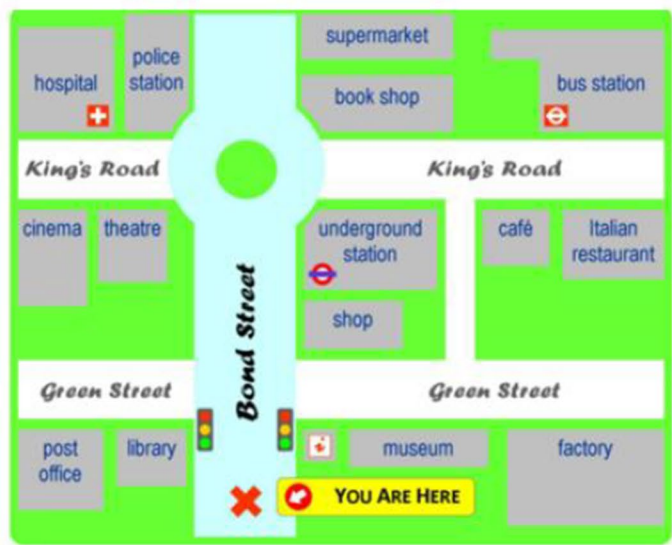 hospital
police
station
supermarket
book shop
bus station
King's Road
King's Road
cinema
theatre
underground
station
café
Italian
restaurant
shop
Bond Street
Green Street
Green Street
post
office
library
museum
factory
YOU ARE HERE